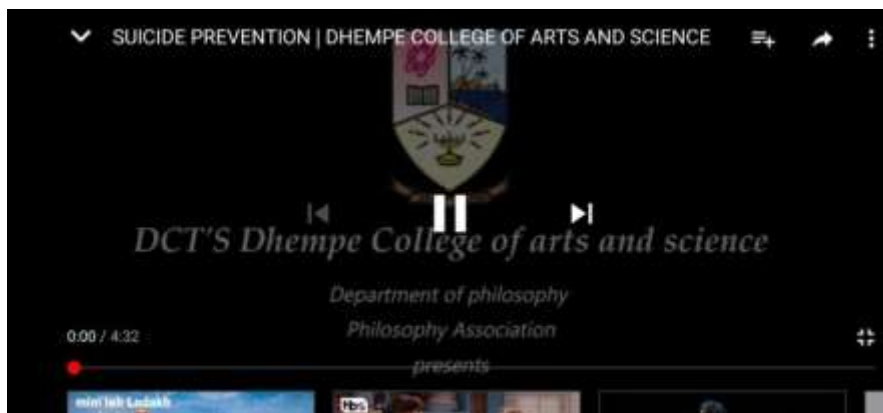 SUICIDE PREVENTION | DHEMPE COLLEGE OF ARTS AND SCIENCE
DCT'S Dhempe College of arts and science
Department of philosophy
Philosophy Association
0:00 / 4:32
presents
tbs